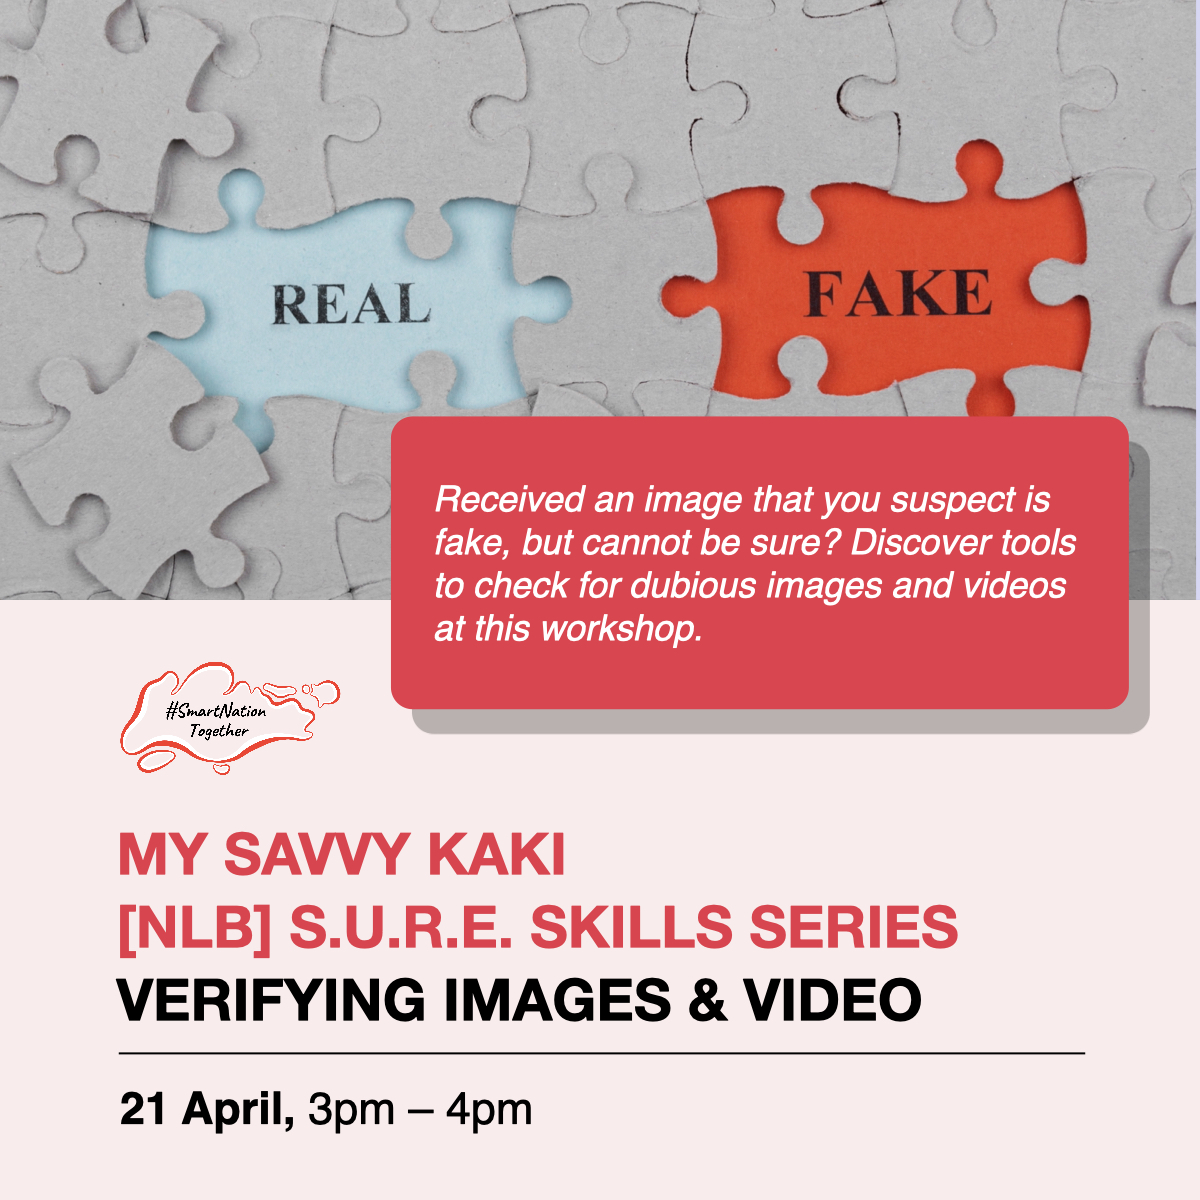 REAL
FAKE
Received an image that you suspect is
fake, but cannot be sure? Discover tools
to check for dubious images and videos
at this workshop.
#SmartNation
Together
MY SAVVY KAKI
[NLB] S.U.R.E. SKILLS SERIES
VERIFYING IMAGES & VIDEO
21 April, 3pm – 4pm